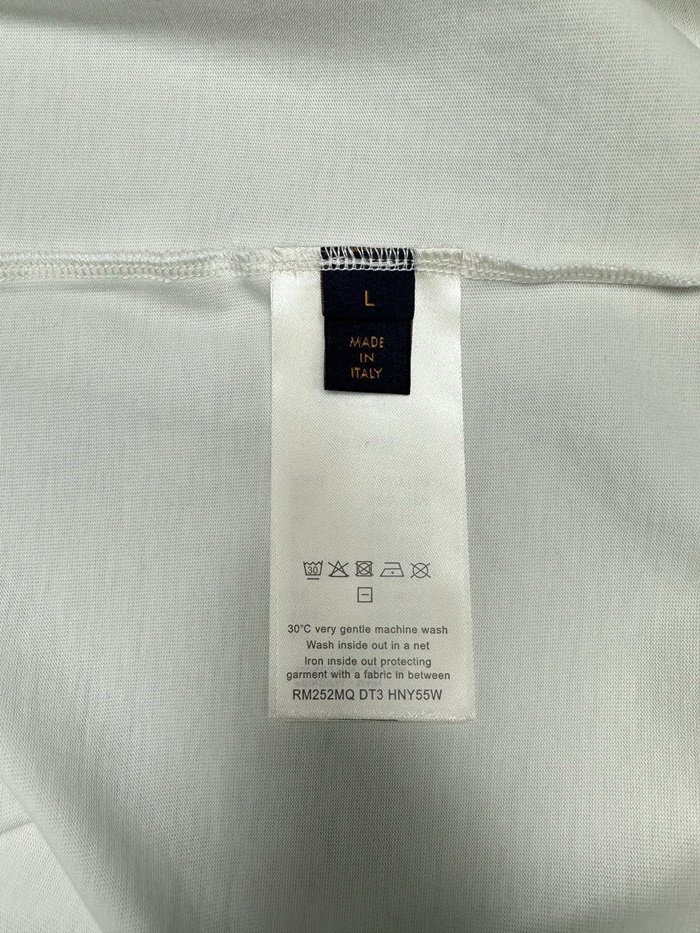 L
MADE
IN
ITALY
30
30°C very gentle machine wash
Wash inside out in a net
Iron inside out protecting
garment with a fabric in between
RM252MQ DT3 HNY55W